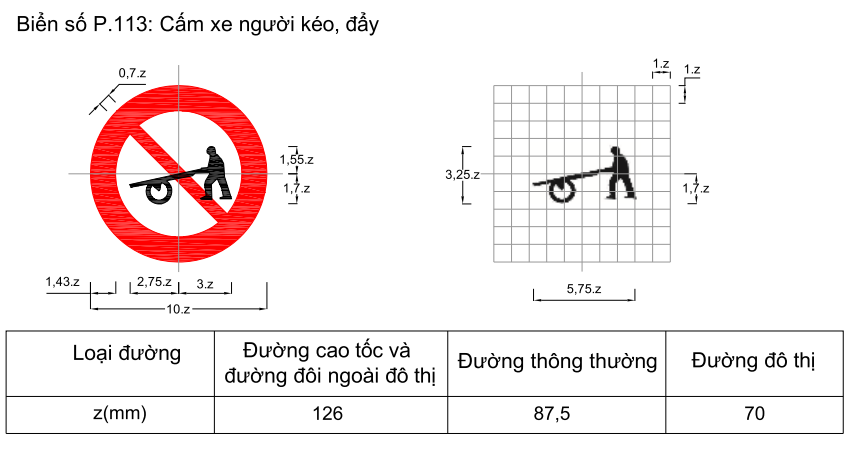 Biển số P.113: Cấm xe người kéo, đẩy
0,7.z
1.z
1.z
1,55.z
1,7.z
3,25.z
1,7.z
1,43.z
2,75.z
3.z
10.z
5,75.z
Loại đường
Đường cao tốc và
đường đôi ngoài đô thị
Đường thông thường
Đường đô thị
z(mm)
126
87,5
70